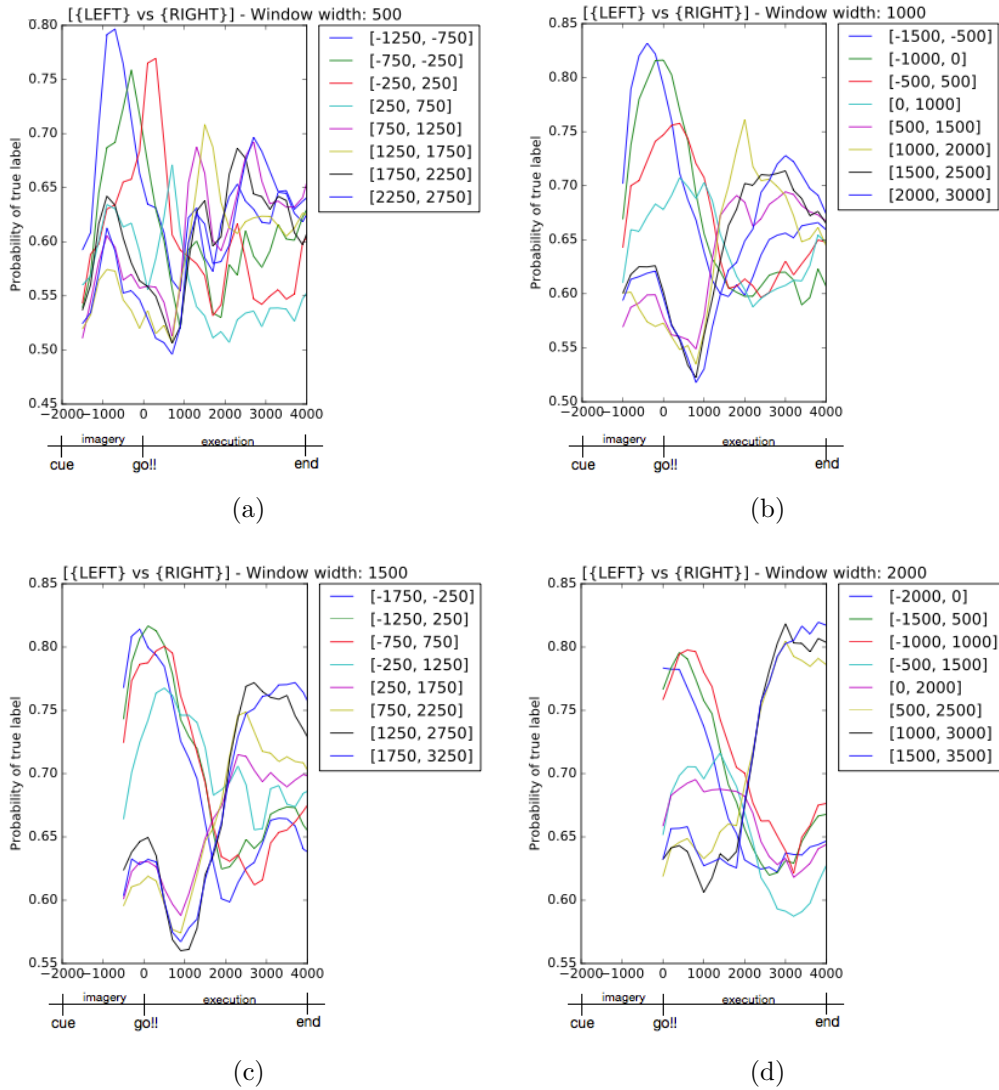 [{LEFT} vs {RIGHT}] - Window width: 500
Probability of true label
0.80
0.75
0.70
0.65
0.60
0.55
0.50
0.45
−2000 −1000 0 1000 2000 3000 4000
[-1250, -750]
[-750, -250]
[-250, 250]
[250, 750]
[750, 1250]
[1250, 1750]
[1750, 2250]
[2250, 2750]
imagery execution
cue go!! end
(a)
[{LEFT} vs {RIGHT}] - Window width: 1000
Probability of true label
0.85
0.80
0.75
0.70
0.65
0.60
0.55
0.50
−2000 −1000 0 1000 2000 3000 4000
[-1500, -500]
[-1000, 0]
[-500, 500]
[0, 1000]
[500, 1500]
[1000, 2000]
[1500, 2500]
[2000, 3000]
imagery execution
cue go!! end
(b)
[{LEFT} vs {RIGHT}] - Window width: 1500
Probability of true label
0.85
0.80
0.75
0.70
0.65
0.60
0.55
−2000 −1000 0 1000 2000 3000 4000
[-1750, -250]
[-1250, 250]
[-750, 750]
[-250, 1250]
[250, 1750]
[750, 2250]
[1250, 2750]
[1750, 3250]
imagery execution
cue go!! end
(c)
[{LEFT} vs {RIGHT}] - Window width: 2000
Probability of true label
0.85
0.80
0.75
0.70
0.65
0.60
0.55
−2000 −1000 0 1000 2000 3000 4000
[-2000, 0]
[-1500, 500]
[-1000, 1000]
[-500, 1500]
[0, 2000]
[500, 2500]
[1000, 3000]
[1500, 3500]
imagery execution
cue go!! end
(d)